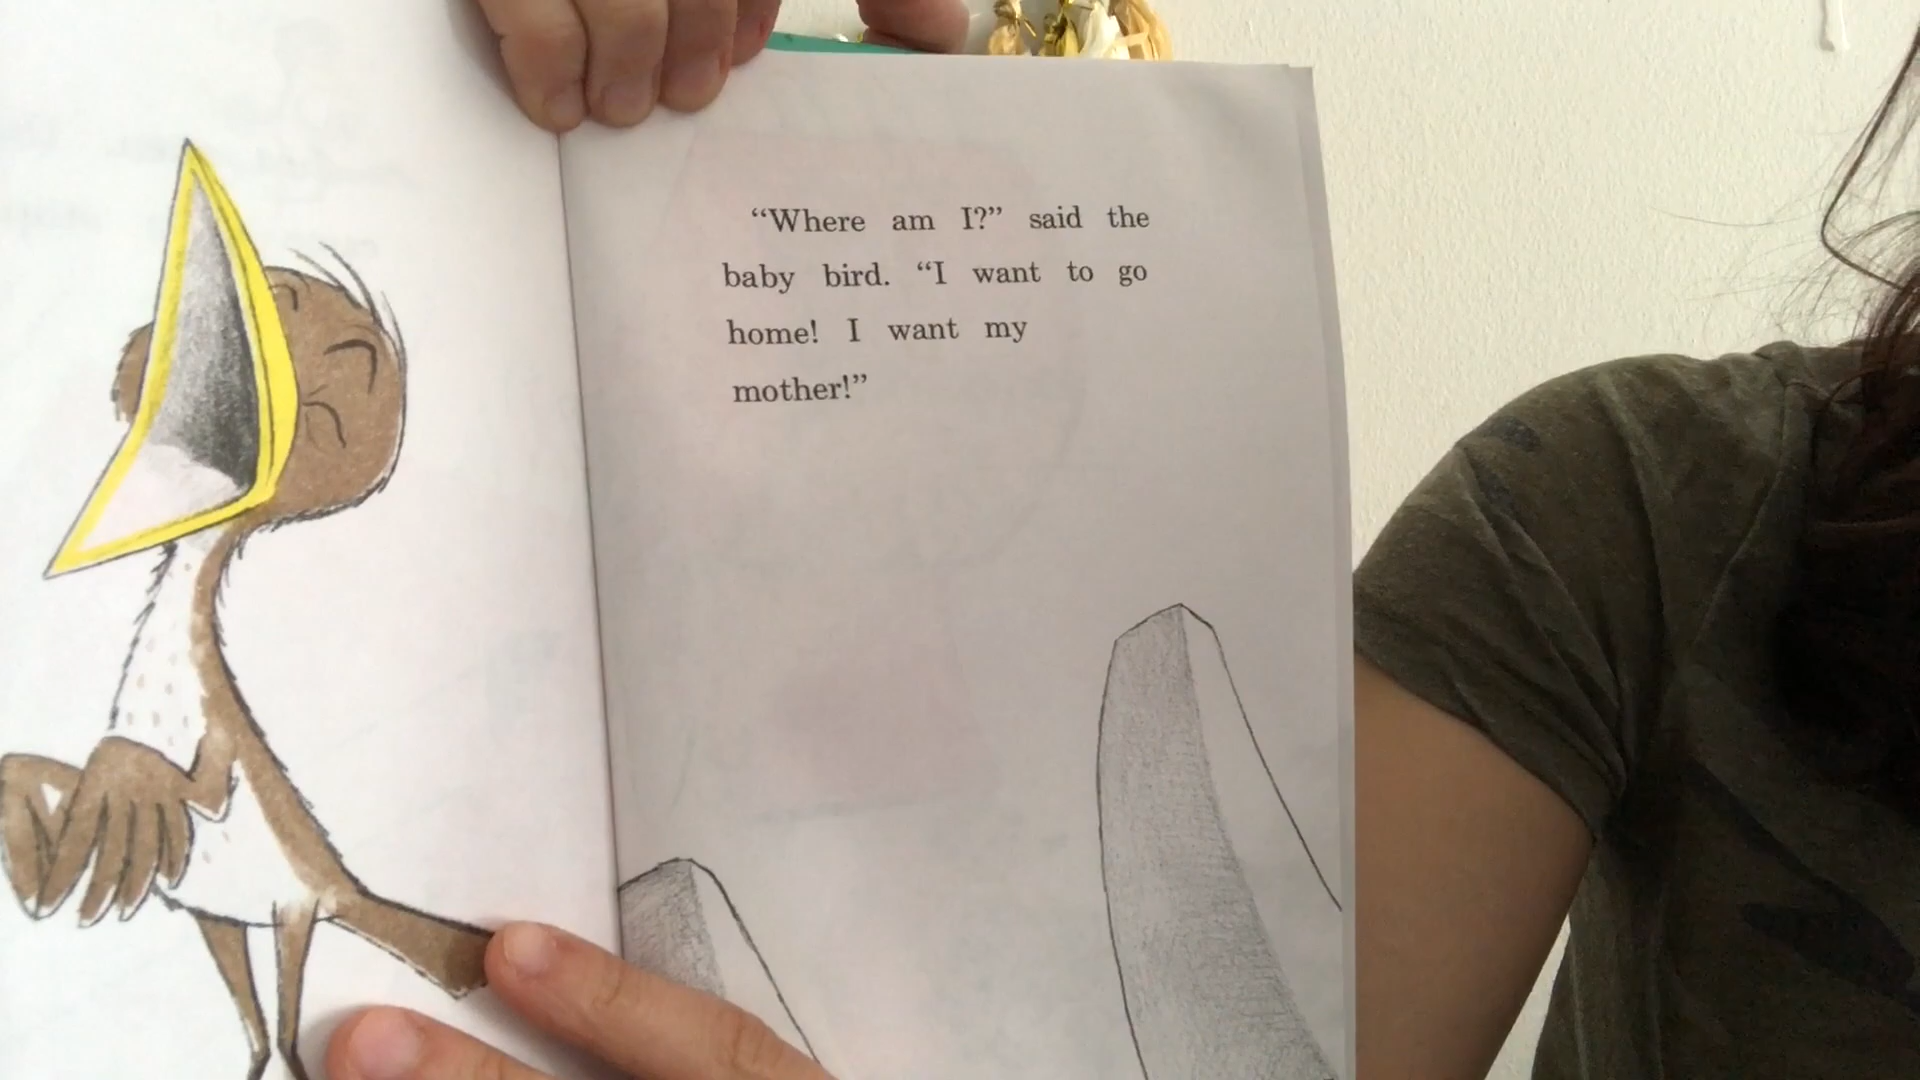 “Where am I?” said the
baby bird. “I want to go
home! I want my
mother!”